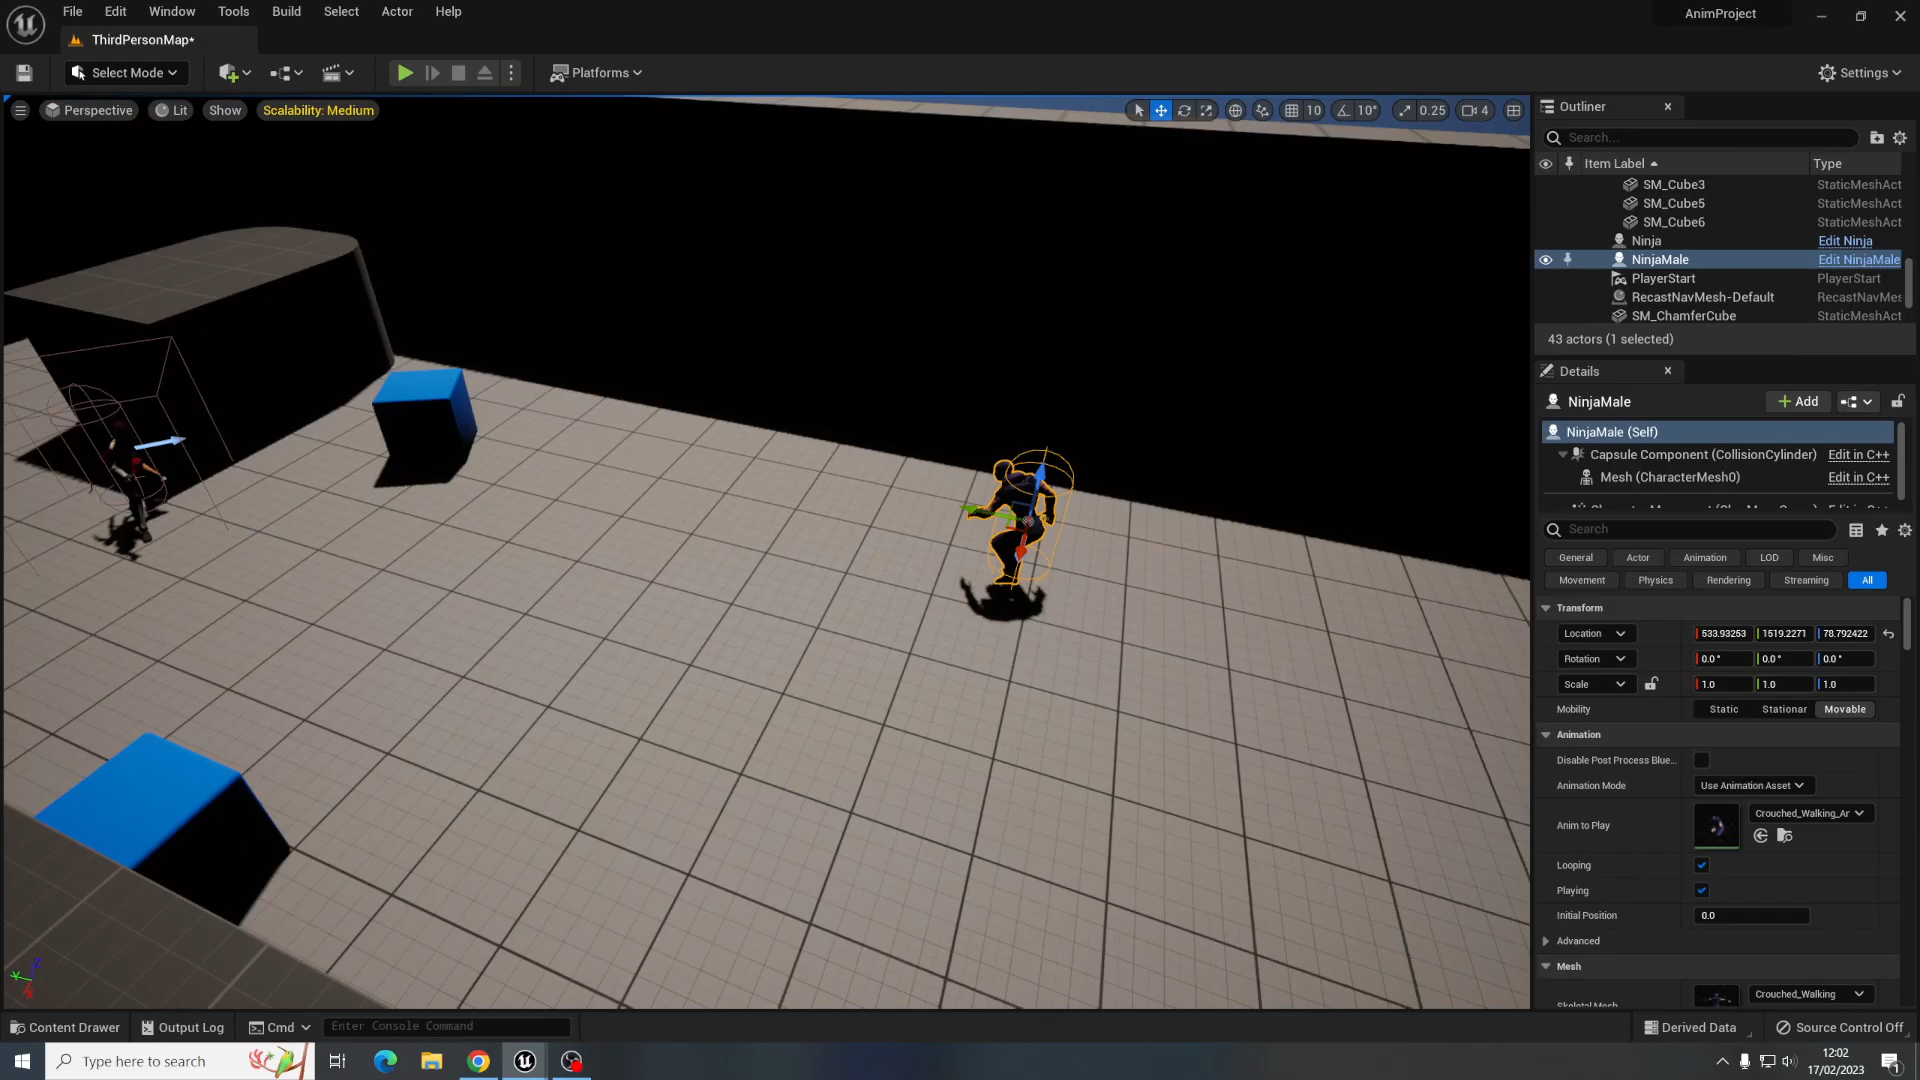 File Edit Window Tools Build Select Actor Help
AnimProject
ThirdPersonMap*
Select Mode
Platforms
Settings
Perspective Lit Show Scalability: Medium
10 10° 0.25 4
Outliner
Search...
Item Label Type
SM_Cube3 StaticMeshAct
SM_Cube5 StaticMeshAct
SM_Cube6 StaticMeshAct
Ninja Edit Ninja
NinjaMale Edit NinjaMale
PlayerStart PlayerStart
RecastNavMesh-Default RecastNavMes
SM_ChamferCube StaticMeshAct
43 actors (1 selected)
Details
NinjaMale Add
NinjaMale (Self)
Capsule Component (CollisionCylinder) Edit in C++
Mesh (CharacterMesh0) Edit in C++
Search
General Actor Animation LOD Misc
Movement Physics Rendering Streaming All
Transform
Location 533.93253 1519.2271 78.792422
Rotation 0.0° 0.0° 0.0°
Scale 1.0 1.0 1.0
Mobility Static Stationar Movable
Animation
Disable Post Process Blue...
Animation Mode Use Animation Asset
Anim to Play Crouched_Walking_Ar
Looping
Playing
Initial Position 0.0
Advanced
Mesh
Skeletal Mesh Crouched_Walking
Content Drawer Output Log Cmd Enter Console Command Derived Data Source Control Off
Type here to search
12:02
17/02/2023
1
Y Z X